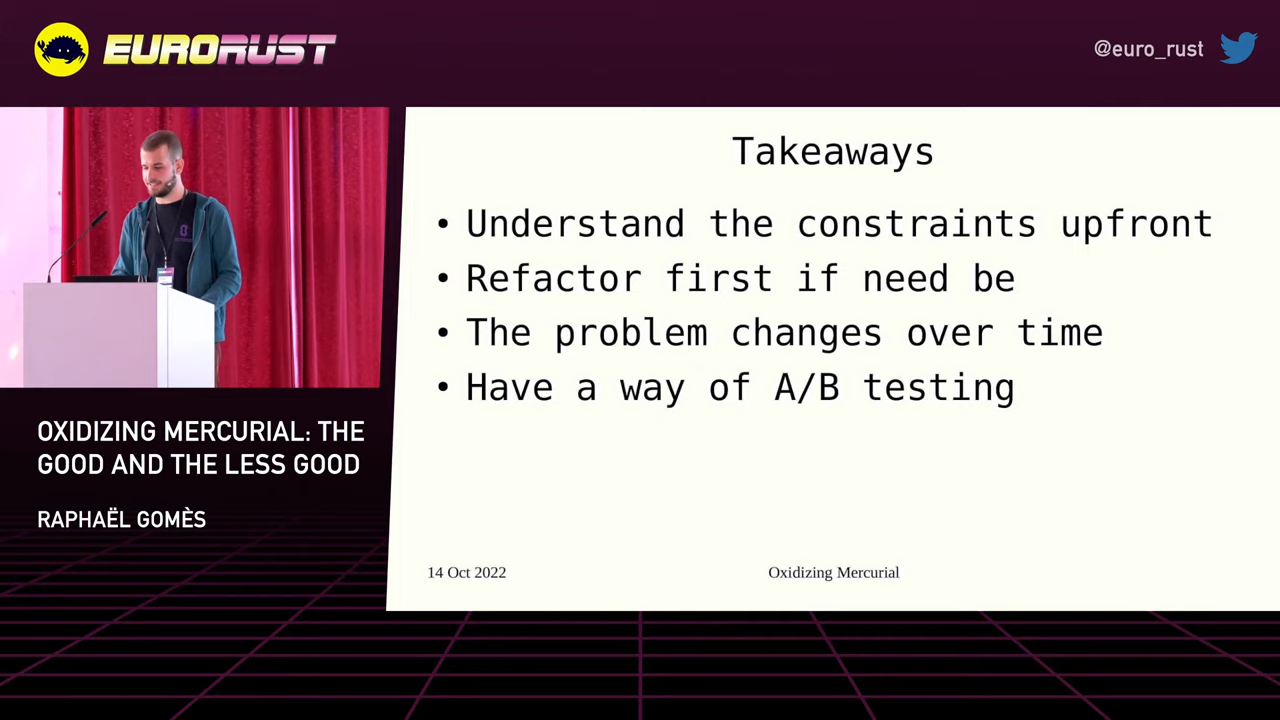 EURORUST
@euro_rust
Takeaways
• Understand the constraints upfront
• Refactor first if need be
• The problem changes over time
• Have a way of A/B testing
OXIDIZING MERCURIAL: THE
GOOD AND THE LESS GOOD
RAPHAËL GOMÈS
14 Oct 2022
Oxidizing Mercurial